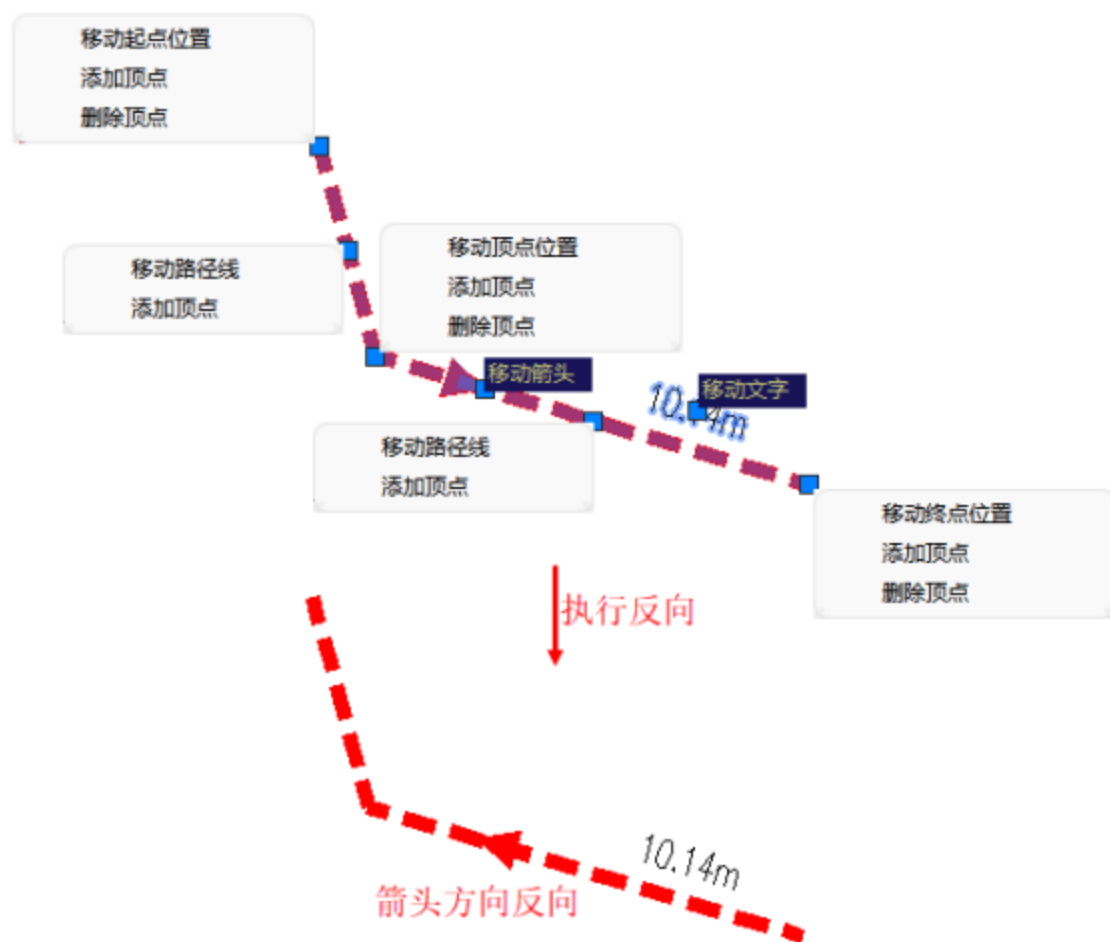 移动起点位置
添加顶点
删除顶点
移动路径线
添加顶点
移动顶点位置
添加顶点
删除顶点
移动箭头
移动文字
10.14m
移动路径线
添加顶点
移动终点位置
添加顶点
删除顶点
执行反向
10.14m
箭头方向反向